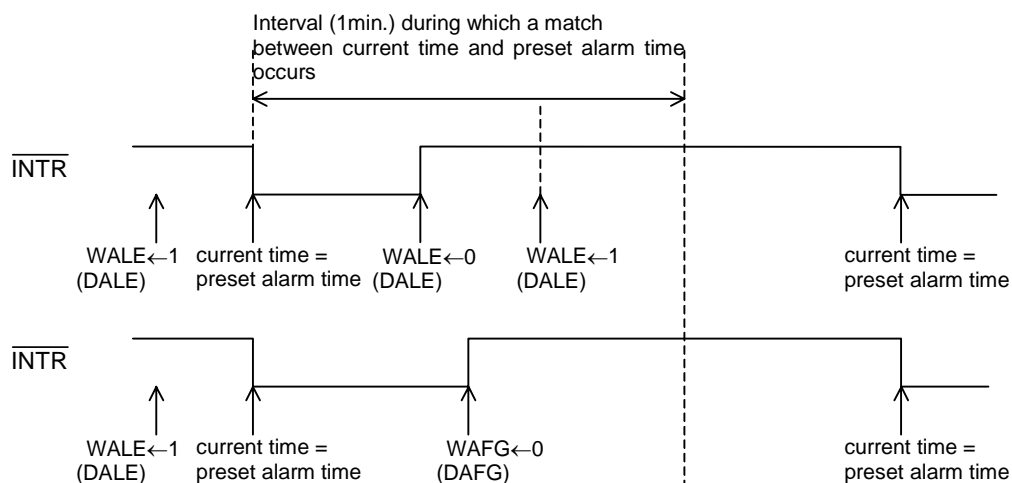 Interval (1min.) during which a match
between current time and preset alarm time
occurs
INTR
WALE←1
(DALE)
current time =
preset alarm time
WALE←0
(DALE)
WALE←1
(DALE)
current time =
preset alarm time
INTR
WALE←1
(DALE)
current time =
preset alarm time
WAFG←0
(DAFG)
current time =
preset alarm time